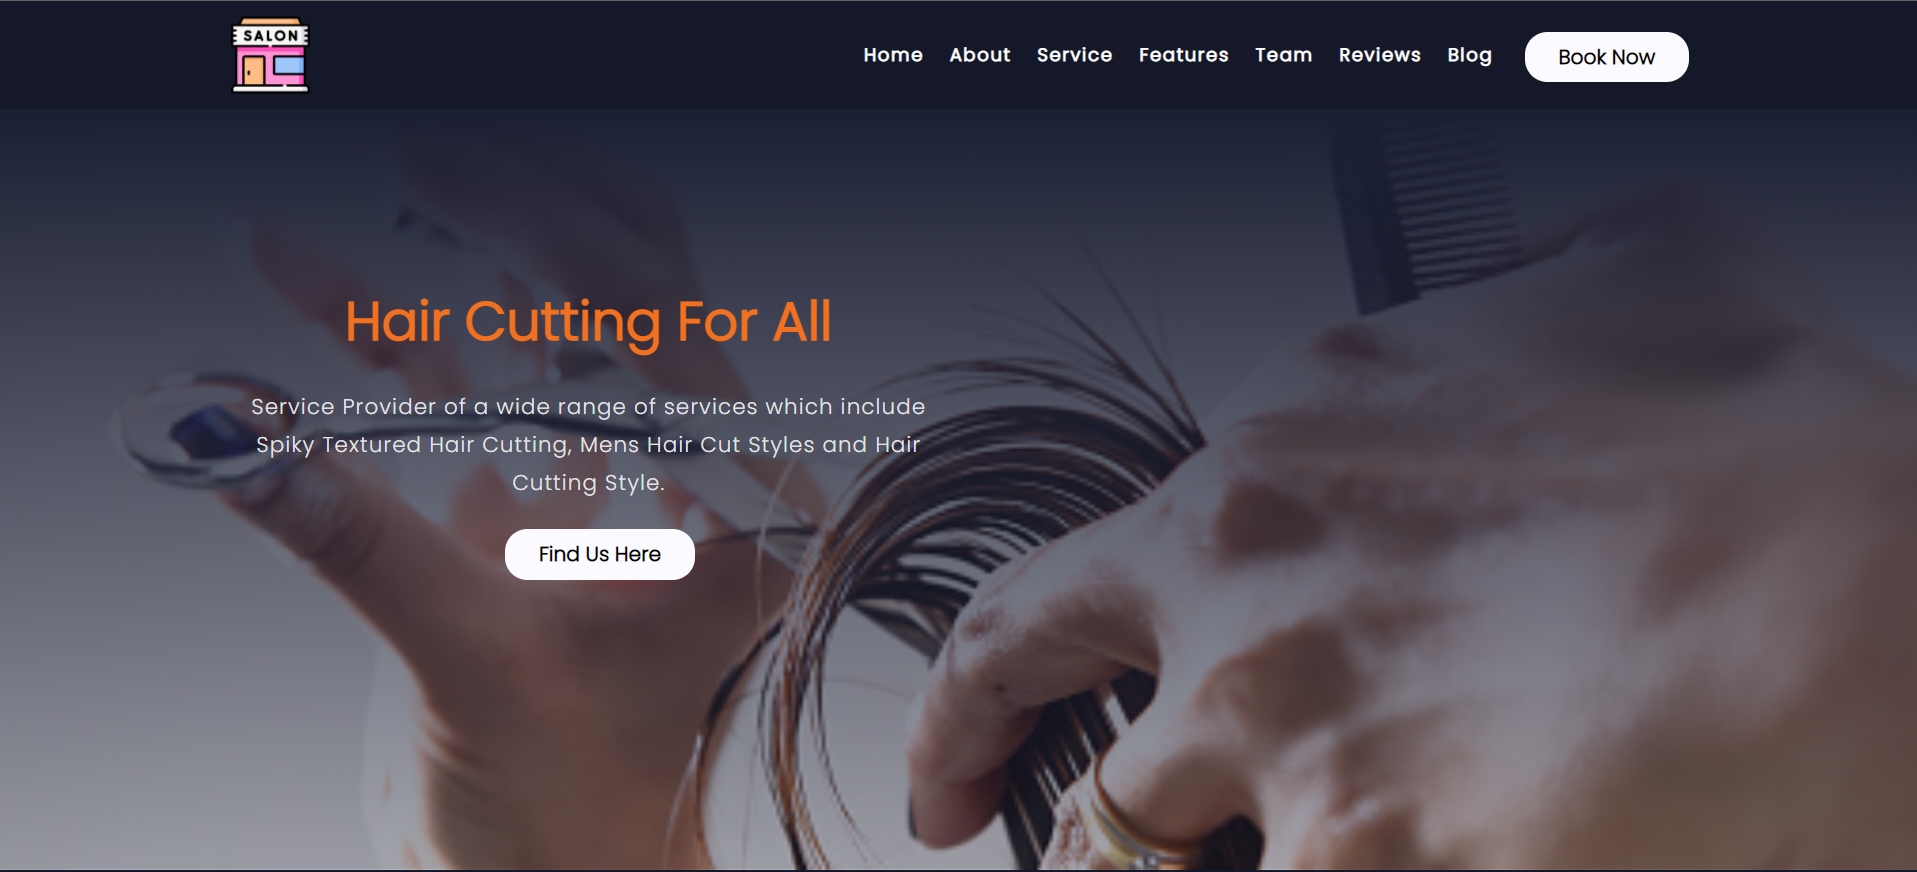 SALON
Home About Service Features Team Reviews Blog Book Now
Hair Cutting For All
Service Provider of a wide range of services which include
Spiky Textured Hair Cutting, Mens Hair Cut Styles and Hair
Cutting Style.
Find Us Here